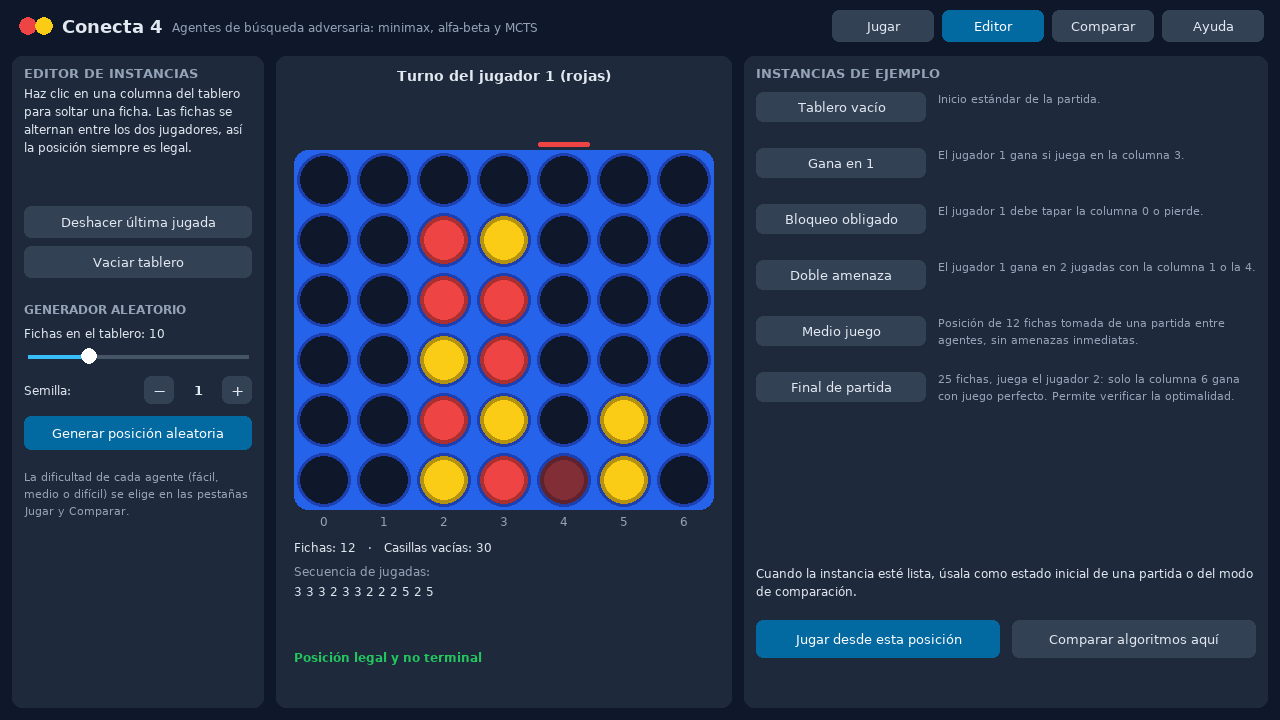 Conecta 4
Agentes de búsqueda adversaria: minimax, alfa-beta y MCTS
Jugar
Editor
Comparar
Ayuda
EDITOR DE INSTANCIAS
Haz clic en una columna del tablero
para soltar una ficha. Las fichas se
alternan entre los dos jugadores, así
la posición siempre es legal.
Deshacer última jugada
Vaciar tablero
GENERADOR ALEATORIO
Fichas en el tablero: 10
Semilla:
−
1
+
Generar posición aleatoria
La dificultad de cada agente (fácil,
medio o difícil) se elige en las pestañas
Jugar y Comparar.
Turno del jugador 1 (rojas)
0 1 2 3 4 5 6
Fichas: 12 · Casillas vacías: 30
Secuencia de jugadas:
3 3 3 2 3 3 2 2 2 5 2 5
Posición legal y no terminal
INSTANCIAS DE EJEMPLO
Tablero vacío
Inicio estándar de la partida.
Gana en 1
El jugador 1 gana si juega en la columna 3.
Bloqueo obligado
El jugador 1 debe tapar la columna 0 o pierde.
Doble amenaza
El jugador 1 gana en 2 jugadas con la columna 1 o la 4.
Medio juego
Posición de 12 fichas tomada de una partida entre
agentes, sin amenazas inmediatas.
Final de partida
25 fichas, juega el jugador 2: solo la columna 6 gana
con juego perfecto. Permite verificar la optimalidad.
Cuando la instancia esté lista, úsala como estado inicial de una partida o del modo
de comparación.
Jugar desde esta posición
Comparar algoritmos aquí